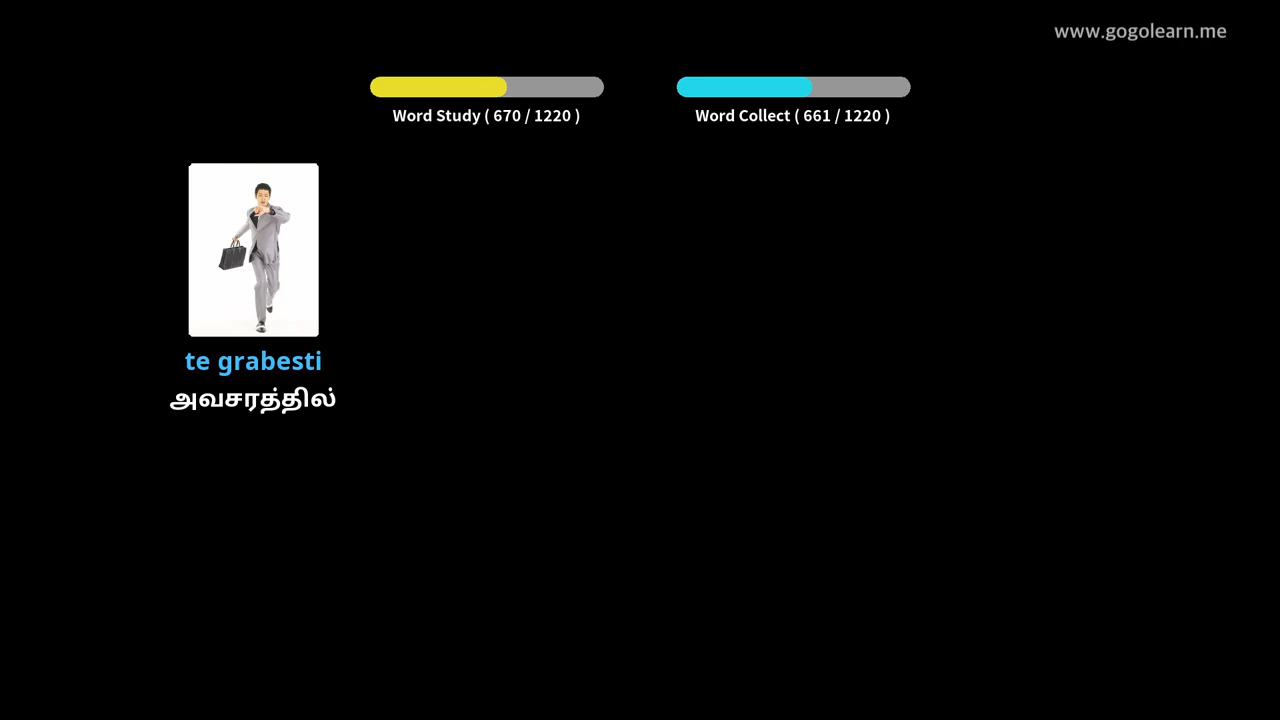 www.gogolearn.me
Word Study ( 670 / 1220 )
Word Collect ( 661 / 1220 )
te grabesti
அவசரத்தில்